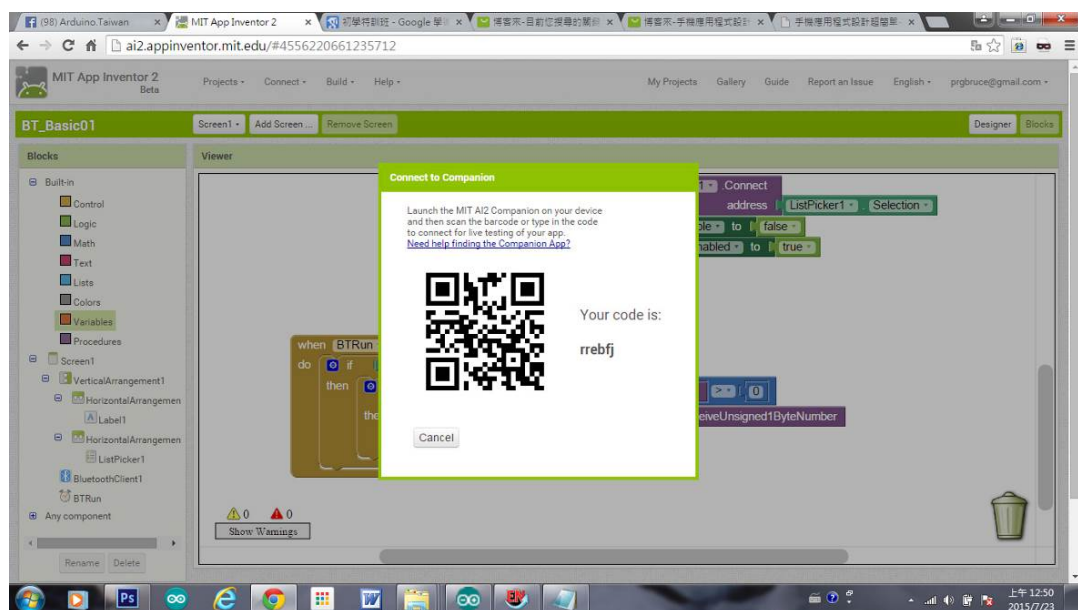 (98) Arduino.Taiwan
MIT App Inventor 2
初學特訓班 - Google 學
博客來-目前您搜尋的關
博客來-手機應用程式設計
手機應用程式設計超簡單
ai2.appinventor.mit.edu/#4556220661235712
MIT App Inventor 2
Beta
Projects
Connect
Build
Help
My Projects
Gallery
Guide
Report an Issue
English
prgbruce@gmail.com
BT_Basic01
Screen1
Add Screen ...
Remove Screen
Designer
Blocks
Blocks
Viewer
Built-in
Control
Logic
Math
Text
Lists
Colors
Variables
Procedures
Screen1
VerticalArrangement1
HorizontalArrangemen
Label1
HorizontalArrangemen
ListPicker1
BluetoothClient1
BTRun
Any component
Rename
Delete
Connect to Companion
Launch the MIT AI2 Companion on your device
and then scan the barcode or type in the code
to connect for live testing of your app.
Need help finding the Companion App?
Your code is:
rrebfj
Cancel
1 .Connect
address ListPicker1 . Selection
ble to false
nabled to true
when BTRun
do if
then
the
> 0
eiveUnsigned1ByteNumber
0 0
Show Warnings
Ps
上午 12:50
2015/7/23